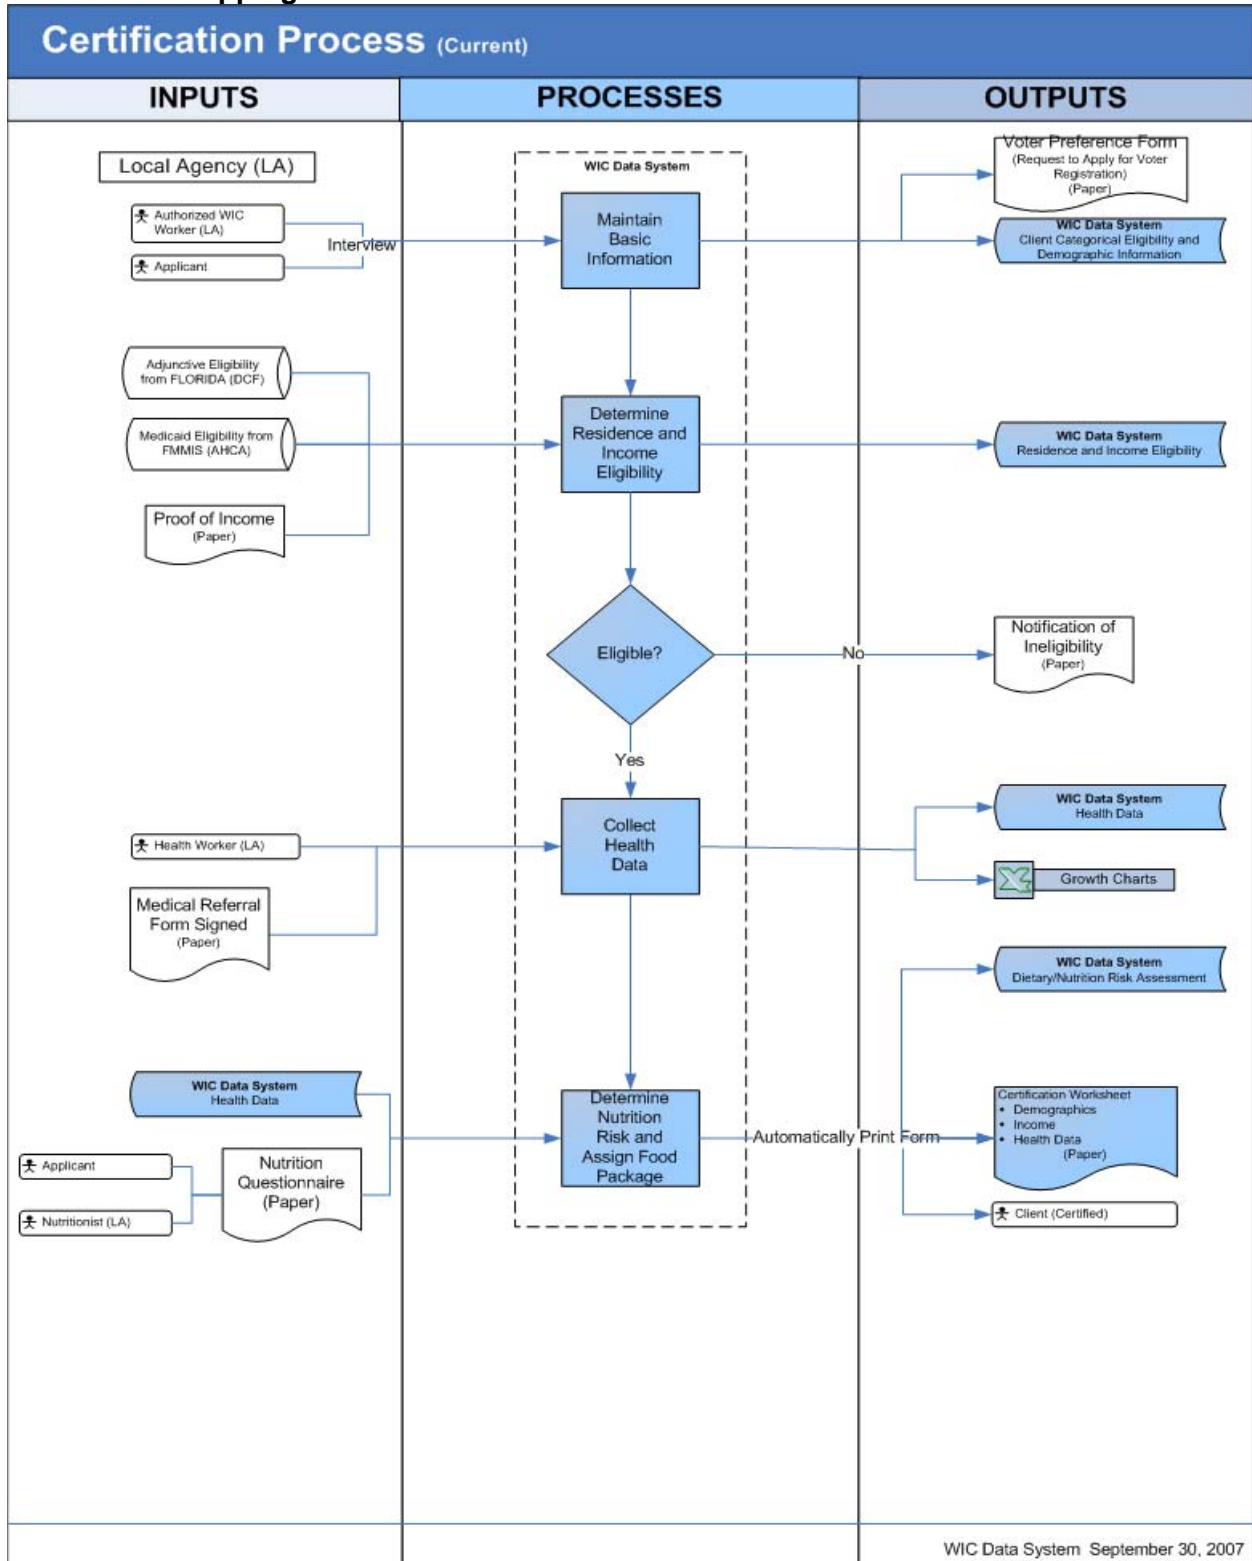 Certification Process (Current)
INPUTS
PROCESSES
OUTPUTS
Local Agency (LA)
Authorized WIC
Worker (LA)
Applicant
Interview
WIC Data System
Maintain
Basic
Information
Voter Preference Form
(Request to Apply for Voter
Registration)
(Paper)
WIC Data System
Client Categorical Eligibility and
Demographic Information
Adjunctive Eligibility
from FLORIDA (DCF)
Medicaid Eligibility from
FMMIS (AHCA)
Proof of Income
(Paper)
Determine
Residence and
Income
Eligibility
WIC Data System
Residence and Income Eligibility
Eligible?
No
Notification of
Ineligibility
(Paper)
Yes
Health Worker (LA)
Medical Referral
Form Signed
(Paper)
Collect
Health
Data
WIC Data System
Health Data
Growth Charts
WIC Data System
Dietary/Nutrition Risk Assessment
WIC Data System
Health Data
Applicant
Nutritionist (LA)
Nutrition
Questionnaire
(Paper)
Determine
Nutrition
Risk and
Assign Food
Package
Automatically Print Form
Certification Worksheet
• Demographics
• Income
• Health Data
(Paper)
Client (Certified)
WIC Data System September 30, 2007